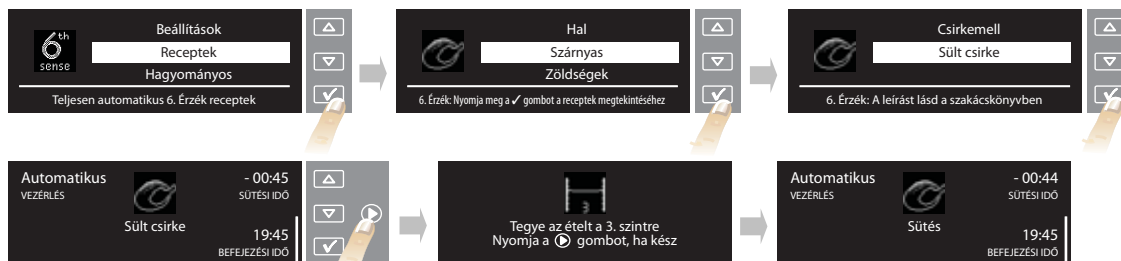 Beállítások
6th sense
Receptek
Hagyományos
Teljesen automatikus 6. Érzék receptek
Hal
Szárnyas
Zöldségek
6. Érzék: Nyomja meg a ✓ gombot a receptek megtekintéséhez
Csirkemell
Sült csirke
6. Érzék: A leírást lásd a szakácskönyvben
Automatikus
VEZÉRLÉS
- 00:45
SÜTÉSI IDŐ
Sült csirke
19:45
BEFEJEZÉSI IDŐ
3
Tegye az ételt a 3. szintre
Nyomja a gombot, ha kész
Automatikus
VEZÉRLÉS
- 00:44
SÜTÉSI IDŐ
Sütés
19:45
BEFEJEZÉSI IDŐ